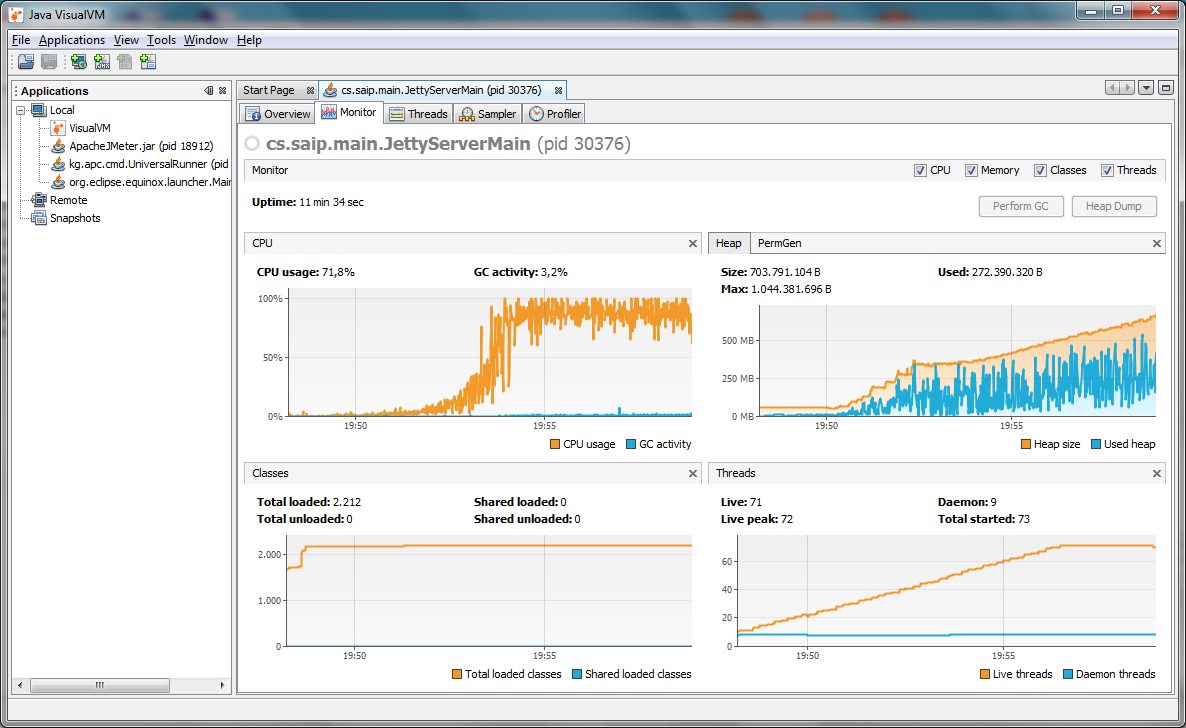 Java VisualVM
File Applications View Tools Window Help
Applications
Local
VisualVM
ApacheJMeter.jar (pid 18912)
kg.apc.cmd.UniversalRunner (pid
org.eclipse.equinox.launcher.Main
Remote
Snapshots
Start Page cs.saip.main.JettyServerMain (pid 30376)
Overview Monitor Threads Sampler Profiler
cs.saip.main.JettyServerMain (pid 30376)
Monitor CPU Memory Classes Threads
Uptime: 11 min 34 sec
Perform GC Heap Dump
CPU
CPU usage: 71,8% GC activity: 3,2%
100%
50%
0%
19:50 19:55
CPU usage GC activity
Heap PermGen
Size: 703.791.104 B Used: 272.390.320 B
Max: 1.044.381.696 B
500 MB
250 MB
0 MB
19:50 19:55
Heap size Used heap
Classes
Total loaded: 2.212 Shared loaded: 0
Total unloaded: 0 Shared unloaded: 0
2.000
1.000
0
19:50 19:55
Total loaded classes Shared loaded classes
Threads
Live: 71 Daemon: 9
Live peak: 72 Total started: 73
60
40
20
0
19:50 19:55
Live threads Daemon threads